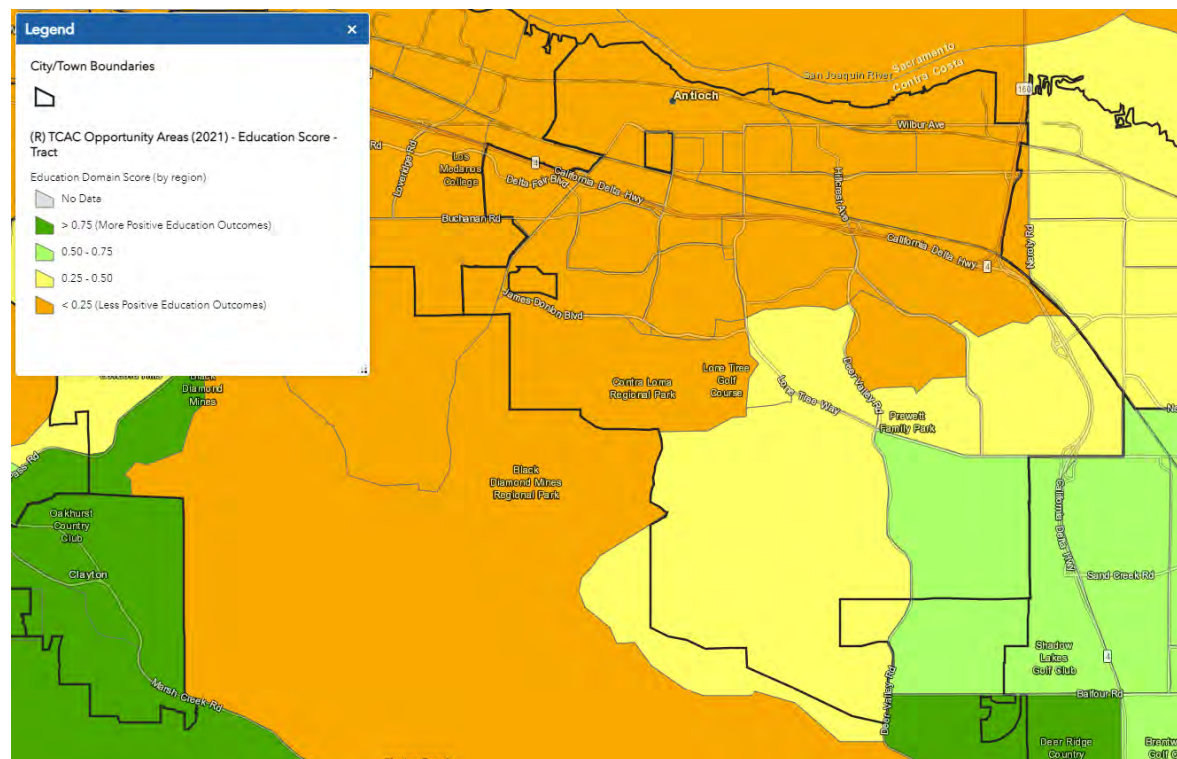 Legend
×
City/Town Boundaries
(R) TCAC Opportunity Areas (2021) - Education Score -
Tract
Education Domain Score (by region)
No Data
> 0.75 (More Positive Education Outcomes)
0.50 - 0.75
0.25 - 0.50
< 0.25 (Less Positive Education Outcomes)
Sacramento
San Joaquin River
Contra Costa
160
Antioch
Wilbur Ave
Rd
Loveridge Rd
Los
Medanos
College
4
California Delta Hwy
Delta Fair Blvd
Hillcrest Ave
Buchanan Rd
California Delta Hwy
4
Neroly Rd
James Donlon Blvd
Contra Loma
Regional Park
Lone Tree
Golf
Course
Lone Tree Way
Deer Valley Rd
Prewett
Family Park
Black
Diamond
Mines
Black
Diamond Mines
Regional Park
Oakhurst
Country
Club
Clayton
Marsh Creek Rd
California Delta Hwy
Sand Creek Rd
Shadow
Lakes
Golf Club
4
Balfour Rd
Deer Valley Rd
Deer Ridge
Country
Brentw
Golf C